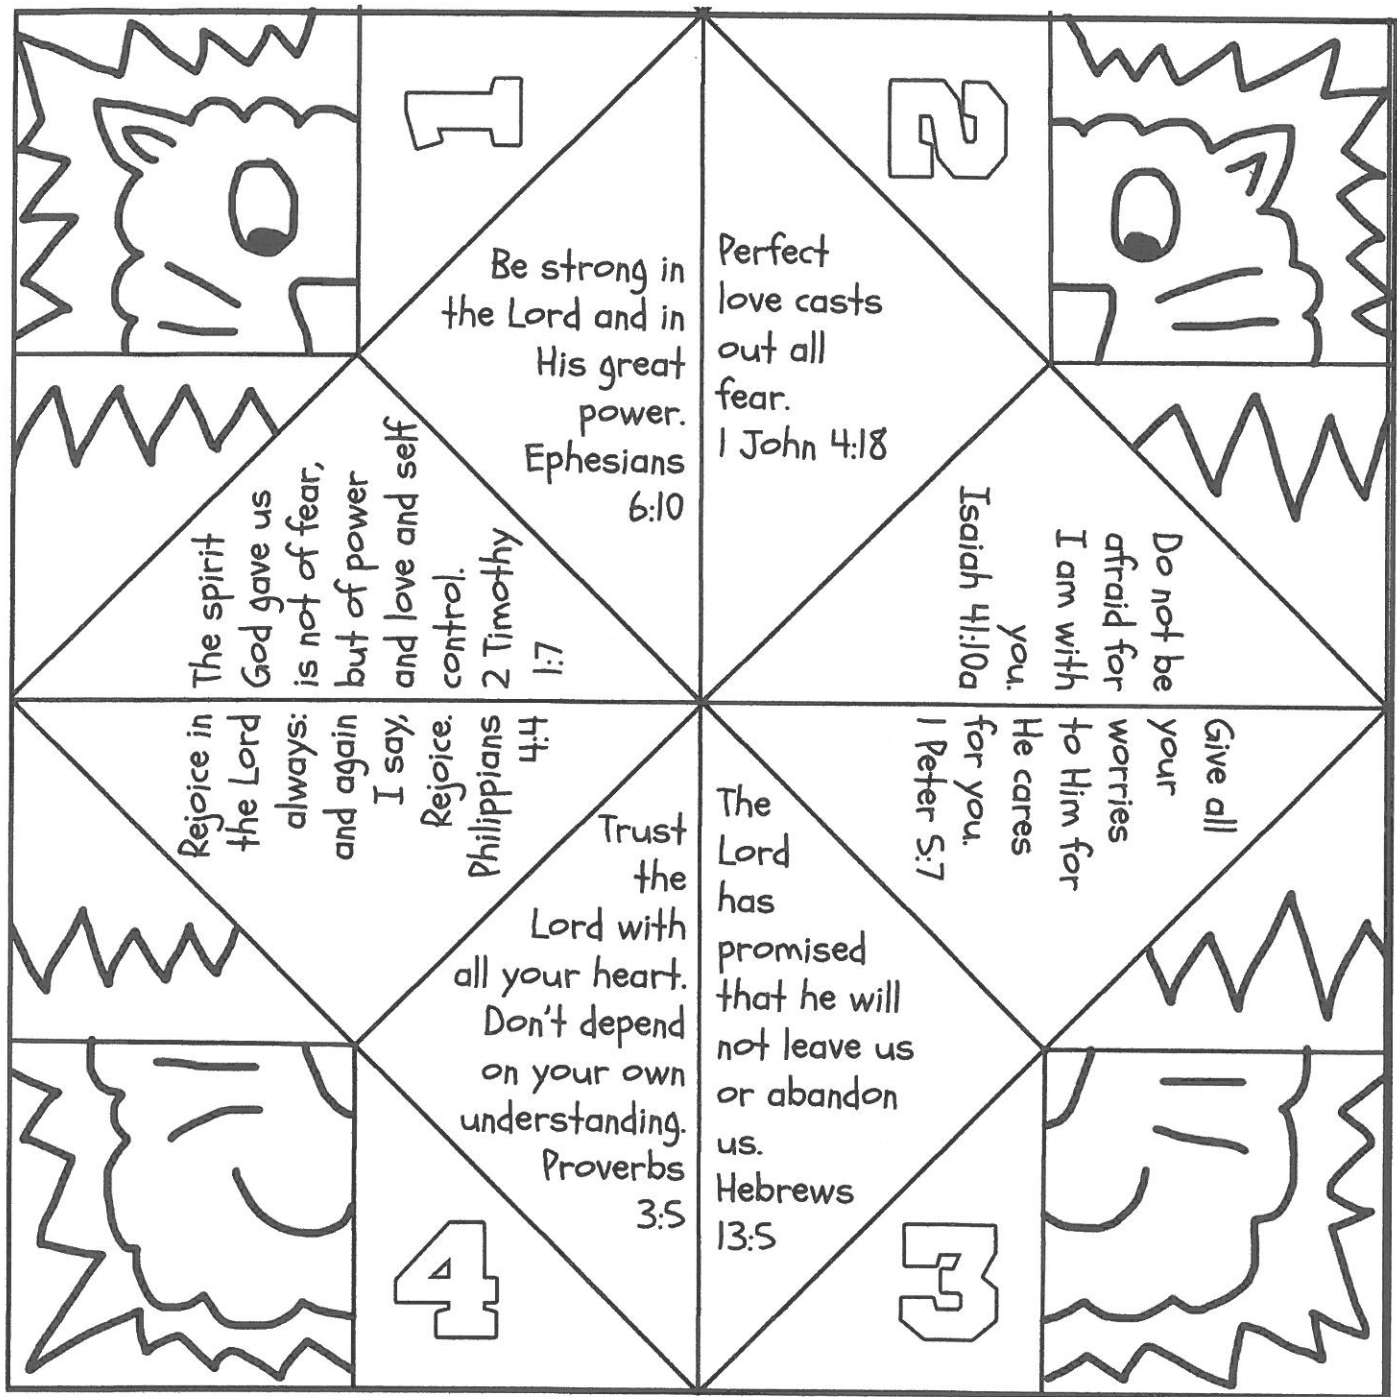 1
2
Be strong in
the Lord and in
His great
power.
Ephesians
6:10
Perfect
love casts
out all
fear.
1 John 4:18
The spirit
God gave us
is not of fear,
but of power
and love and self
control.
2 Timothy
1:7
Do not be
afraid for
I am with
you.
Isaiah 41:10a
Rejoice in
the Lord
always:
and again
I say,
Rejoice.
Philippians
4:4
Give all
your
worries
to Him for
He cares
for you.
1 Peter 5:7
Trust
the
Lord with
all your heart.
Don't depend
on your own
understanding.
Proverbs
3:5
The
Lord
has
promised
that he will
not leave us
or abandon
us.
Hebrews
13:5
4
3